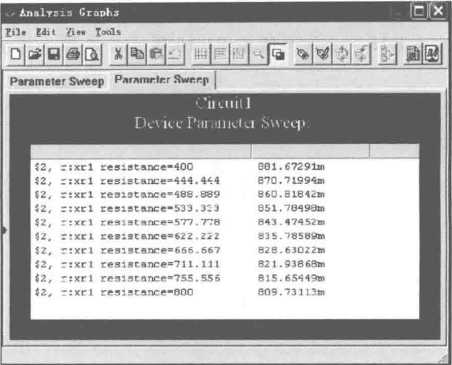 Analysis Graphs
File Edit View Tools
Parameter Sweep Parameter Sweep
Circuit1
Device Parameter Sweep:
$2, r:xr1 resistance=400 881.67291m
$2, r:xr1 resistance=444.444 870.71994m
$2, r:xr1 resistance=488.889 860.81842m
$2, r:xr1 resistance=533.333 851.78498m
$2, r:xr1 resistance=577.778 843.47452m
$2, r:xr1 resistance=622.222 835.78589m
$2, r:xr1 resistance=666.667 828.63022m
$2, r:xr1 resistance=711.111 821.93868m
$2, r:xr1 resistance=755.556 815.65449m
$2, r:xr1 resistance=800 809.73113m